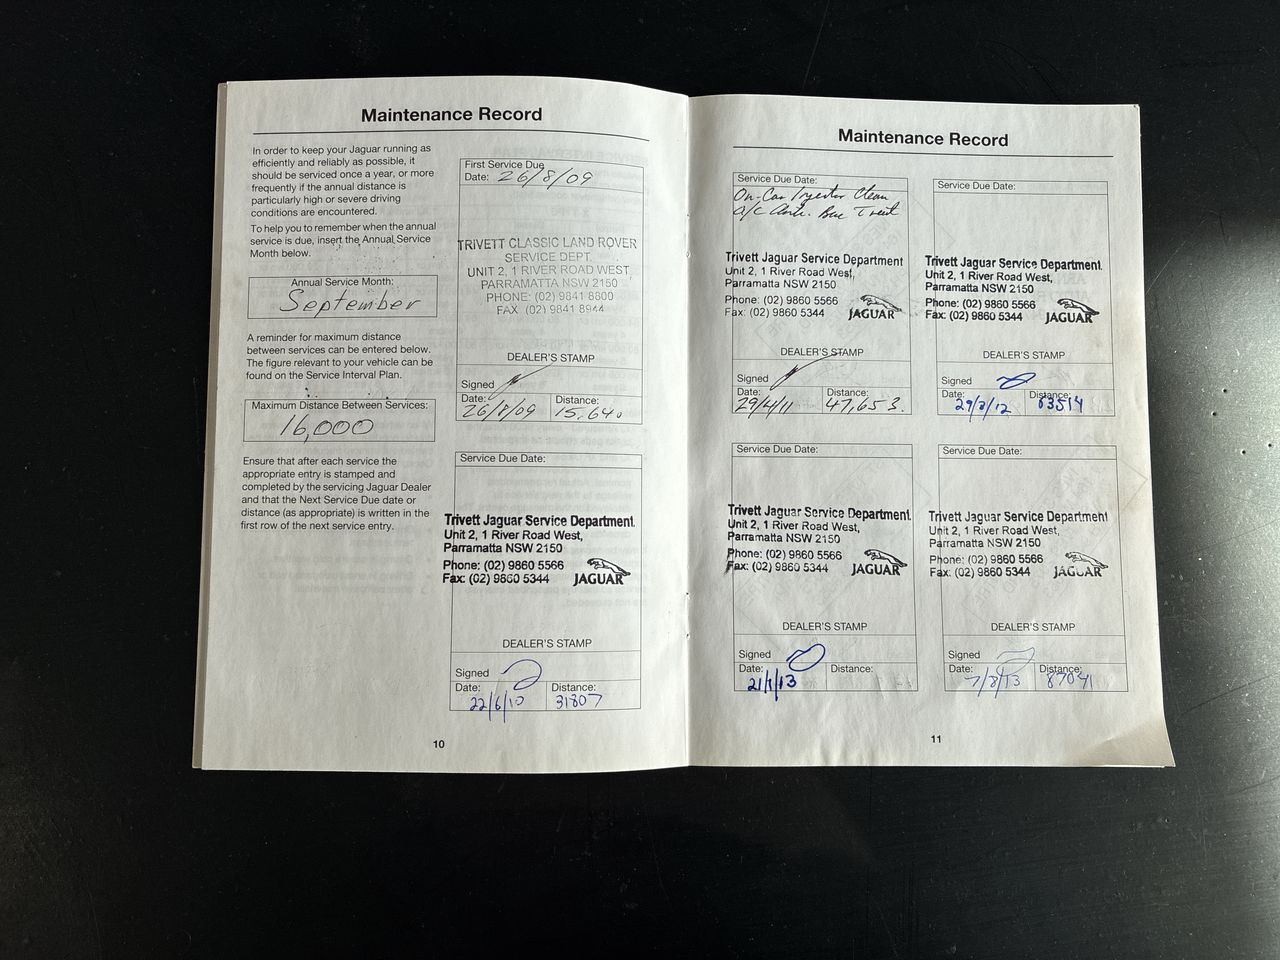 Maintenance Record
In order to keep your Jaguar running as
efficiently and reliably as possible, it
should be serviced once a year, or more
frequently if the annual distance is
particularly high or severe driving
conditions are encountered.
To help you to remember when the annual
service is due, insert the Annual Service
Month below.
Annual Service Month:
September
A reminder for maximum distance
between services can be entered below.
The figure relevant to your vehicle can be
found on the Service Interval Plan.
Maximum Distance Between Services:
16,000
Ensure that after each service the
appropriate entry is stamped and
completed by the servicing Jaguar Dealer
and that the Next Service Due date or
distance (as appropriate) is written in the
first row of the next service entry.
First Service Due
Date: 26/8/09
TRIVETT CLASSIC LAND ROVER
SERVICE DEPT.
UNIT 2, 1 RIVER ROAD WEST,
PARRAMATTA NSW 2150
PHONE: (02) 9841 8800
FAX (02) 9841 8944
DEALER'S STAMP
Signed
Date: Distance:
26/8/09 15,640
Service Due Date:
Trivett Jaguar Service Department
Unit 2, 1 River Road West,
Parramatta NSW 2150
Phone: (02) 9860 5566
Fax: (02) 9860 5344 JAGUAR
DEALER'S STAMP
Signed
Date: Distance:
22/6/10 31807
10
Maintenance Record
Service Due Date:
On-Car Injector Clean
A/C Anti. Bac Treat
Trivett Jaguar Service Department
Unit 2, 1 River Road West,
Parramatta NSW 2150
Phone: (02) 9860 5566
Fax: (02) 9860 5344 JAGUAR
DEALER'S STAMP
Signed
Date: Distance:
29/4/11 47,653.
Service Due Date:
Trivett Jaguar Service Department
Unit 2, 1 River Road West,
Parramatta NSW 2150
Phone: (02) 9860 5566
Fax: (02) 9860 5344 JAGUAR
DEALER'S STAMP
Signed
Date: Distance:
29/2/12 63514
Service Due Date:
Trivett Jaguar Service Department
Unit 2, 1 River Road West,
Parramatta NSW 2150
Phone: (02) 9860 5566
Fax: (02) 9860 5344 JAGUAR
DEALER'S STAMP
Signed
Date: Distance:
21/1/13
Service Due Date:
Trivett Jaguar Service Department
Unit 2, 1 River Road West,
Parramatta NSW 2150
Phone: (02) 9860 5566
Fax: (02) 9860 5344 JAGUAR
DEALER'S STAMP
Signed
Date: Distance:
7/8/13 87041
11